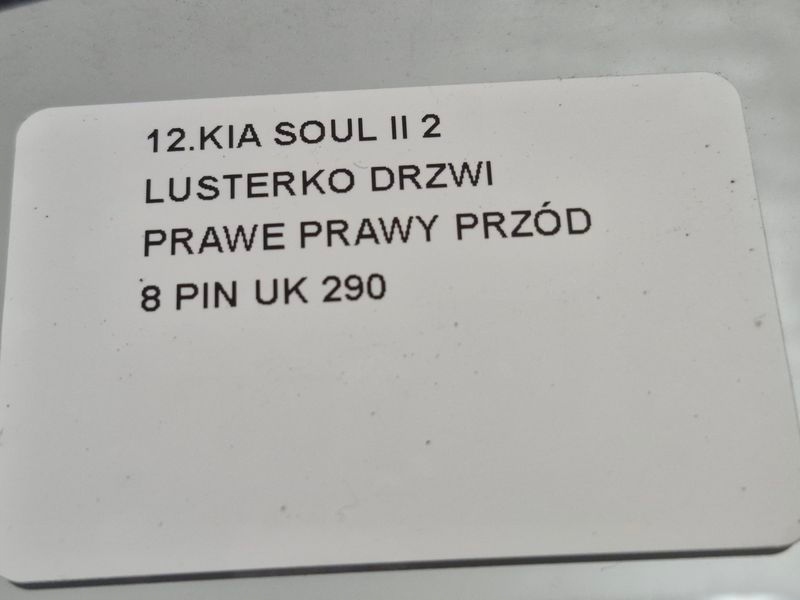 12.KIA SOUL II 2
LUSTERKO DRZWI
PRAWE PRAWY PRZÓD
8 PIN UK 290